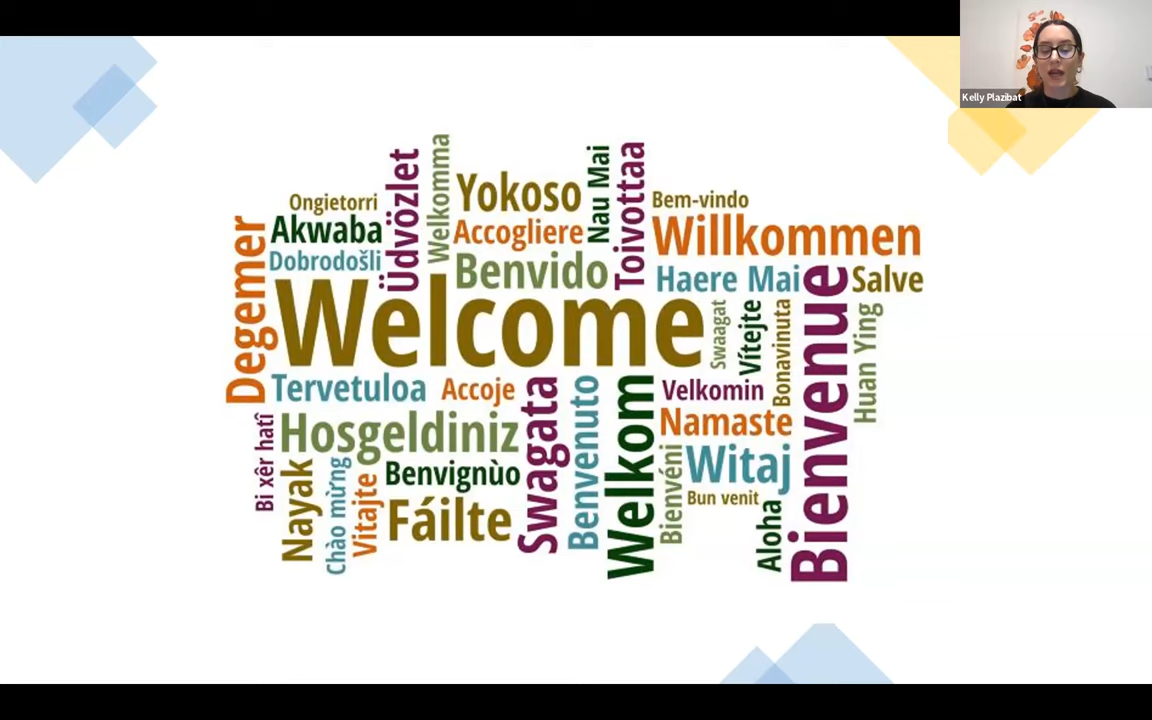 Kelly Plazibat
Ongietorri
Akwaba
Dobrodošli
Degemer
Üdvözlet
Welkomma
Yokoso
Accogliere
Benvido
Nau Mai
Toivottaa
Bem-vindo
Willkommen
Haere Mai
Salve
Welcome
Swaagat
Vítejte
Bonavinuta
Bienvenue
Huan Ying
Tervetuloa
Accoje
Velkomin
Namaste
Hosgeldiniz
Swagata
Benvenuto
Welkom
Bienvéni
Witaj
Bun venit
Aloha
Bi xêr hatî
Nayak
Chào mừng
Vitajte
Benvignùo
Fáilte